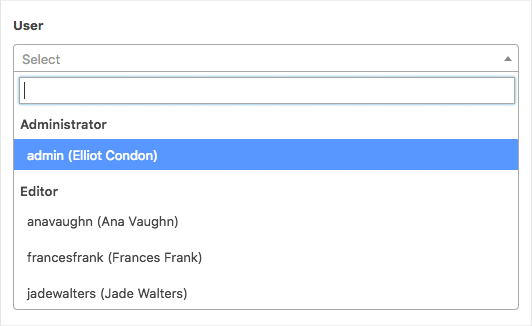 User
Select
Administrator
admin (Elliot Condon)
Editor
anavaughn (Ana Vaughn)
francesfrank (Frances Frank)
jadewalters (Jade Walters)